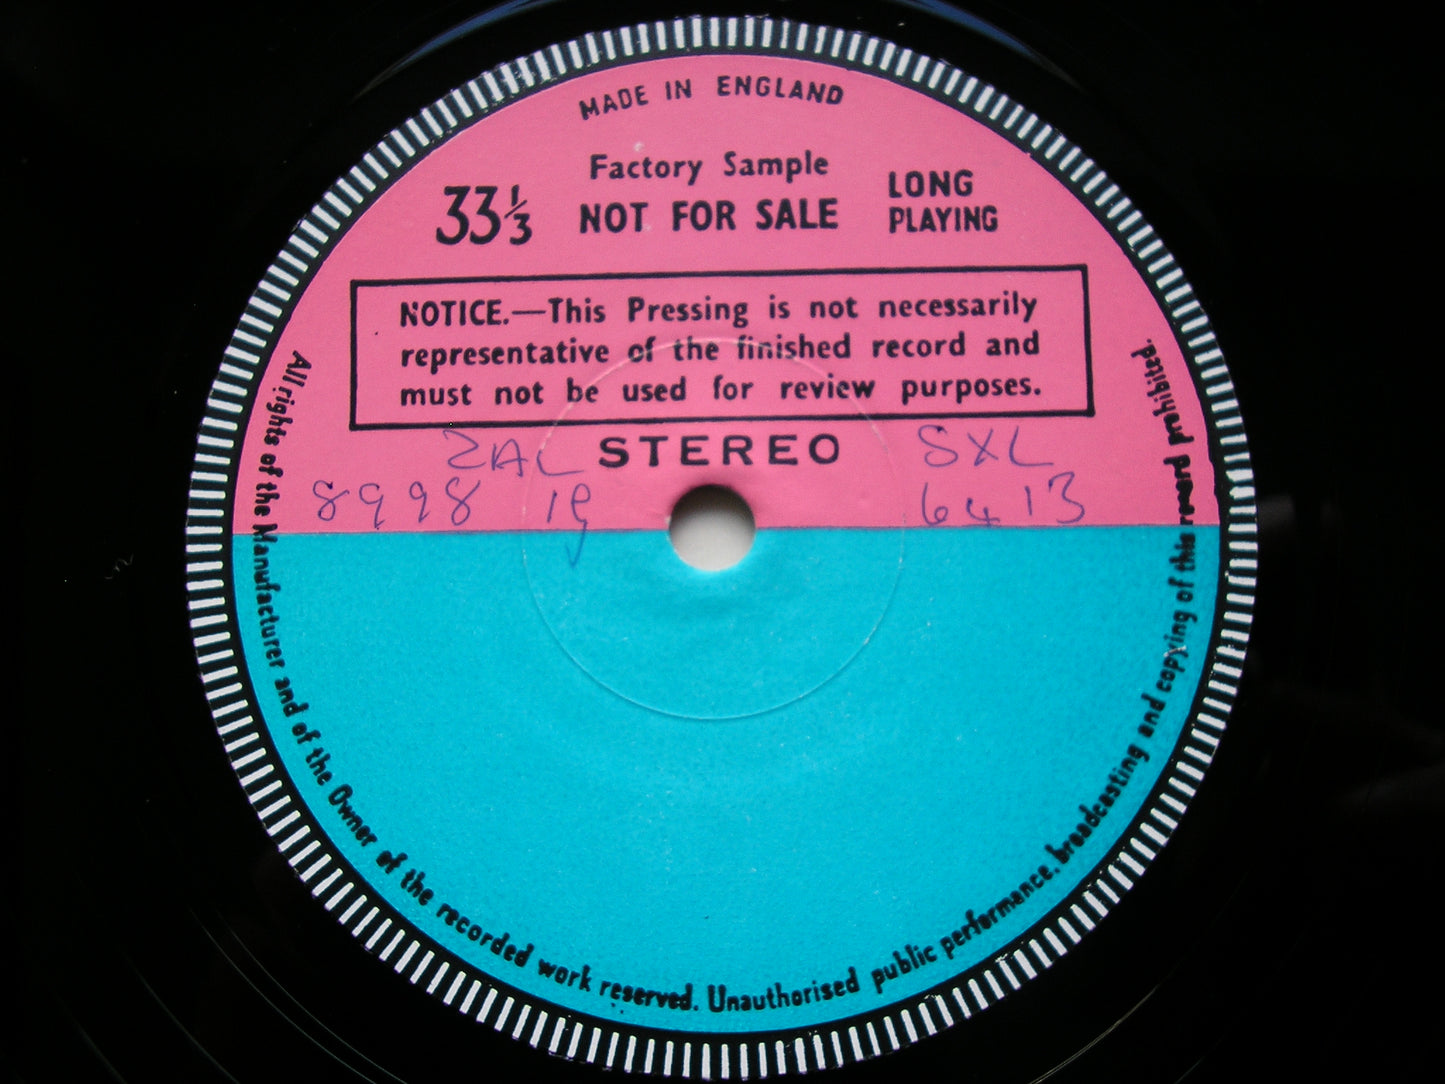 MADE IN ENGLAND
Factory Sample
33⅓ NOT FOR SALE LONG PLAYING
NOTICE.—This Pressing is not necessarily
representative of the finished record and
must not be used for review purposes.
STEREO
ZAL
8998
SXL
6413
All rights of the Manufacturer and of the Owner of the recorded work reserved. Unauthorised public performance, broadcasting and copying of this record prohibited.